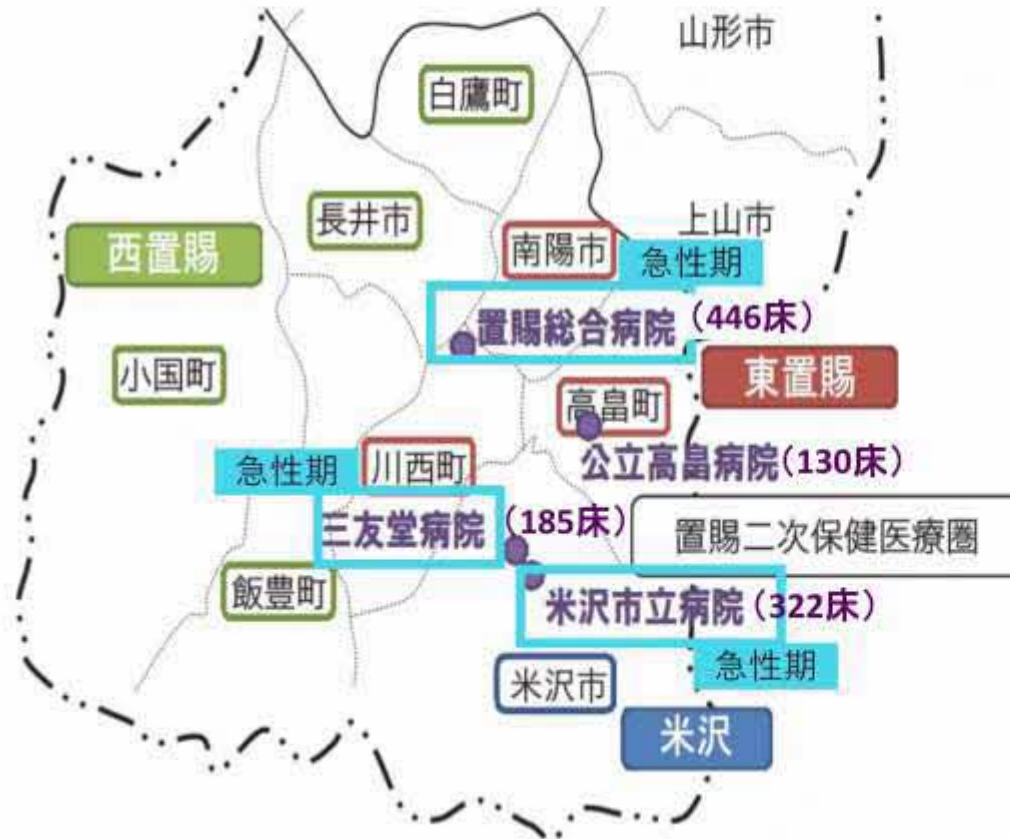 山形市
白鷹町
長井市
上山市
南陽市
急性期
西置賜
置賜総合病院
(446床)
小国町
東置賜
高畠町
公立高畠病院(130床)
急性期
川西町
三友堂病院
(185床)
置賜二次保健医療圏
飯豊町
米沢市立病院(322床)
急性期
米沢市
米沢